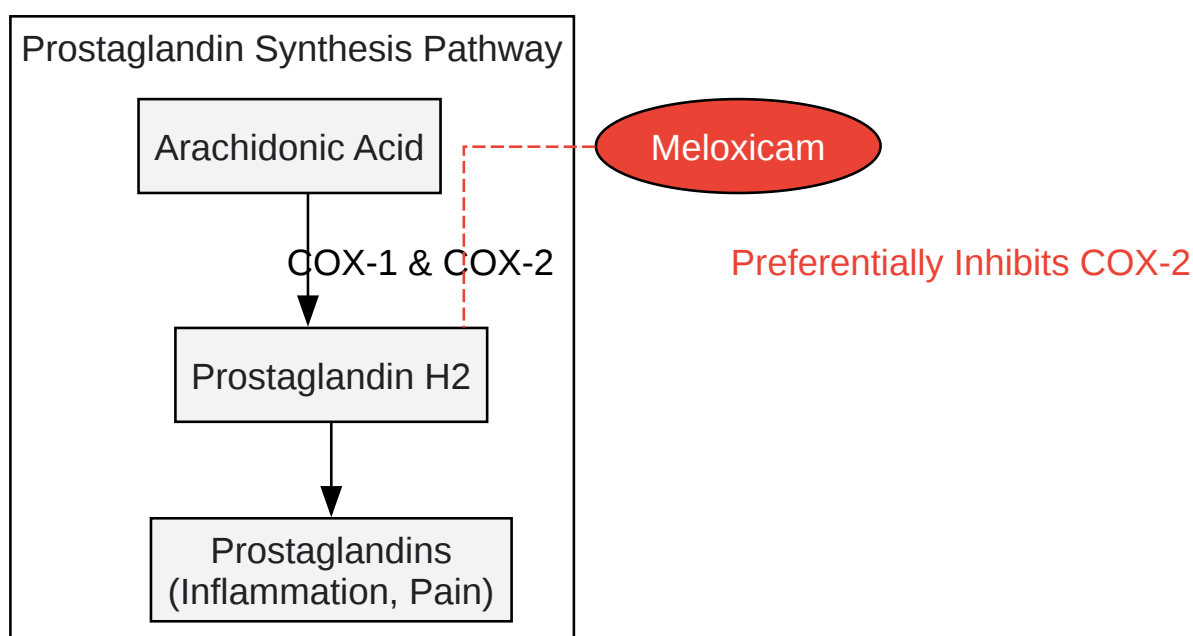 Prostaglandin Synthesis Pathway
Arachidonic Acid
Meloxicam
COX-1 & COX-2
Preferentially Inhibits COX-2
Prostaglandin H2
Prostaglandins
(Inflammation, Pain)